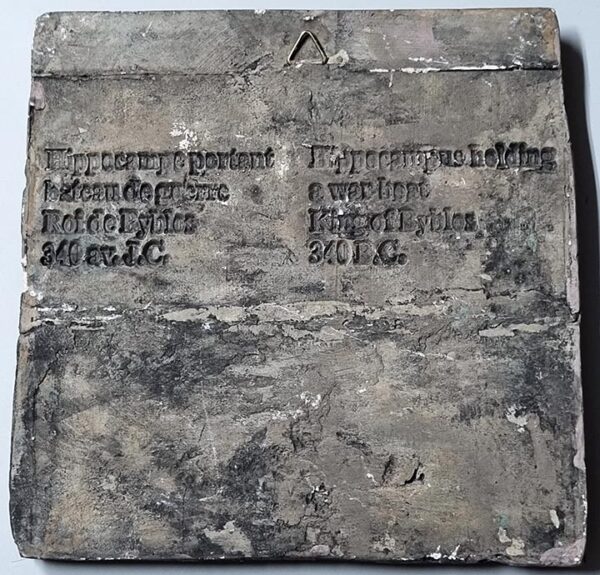 Hippocampe portant
bateau de guerre
Roi de Byblos
340 av. J.C.
Hippocampus holding
a war boat
King of Byblos
340 B.C.